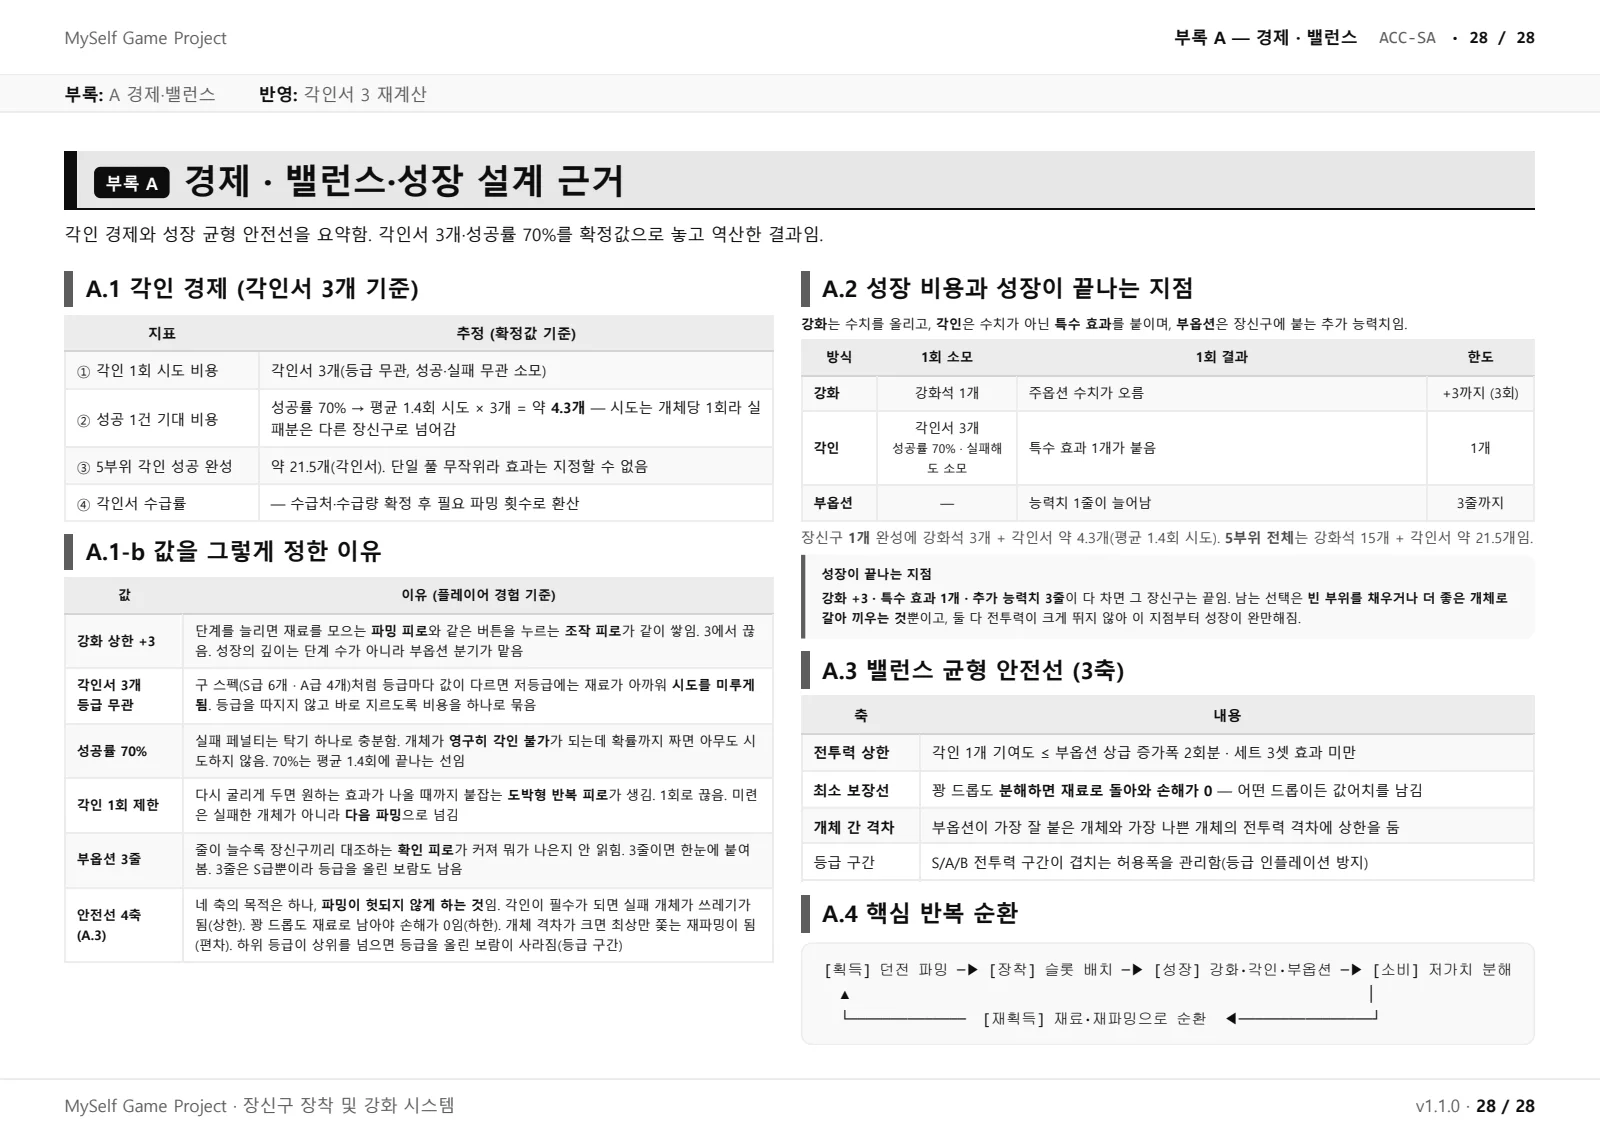 MySelf Game Project
부록 A — 경제 · 밸런스 ACC-SA · 28 / 28
부록: A 경제·밸런스 반영: 각인서 3 재계산
부록 A 경제 · 밸런스·성장 설계 근거
각인 경제와 성장 균형 안전선을 요약함. 각인서 3개·성공률 70%를 확정값으로 놓고 역산한 결과임.
A.1 각인 경제 (각인서 3개 기준)
지표 추정 (확정값 기준)
① 각인 1회 시도 비용 각인서 3개(등급 무관, 성공·실패 무관 소모)
② 성공 1건 기대 비용 성공률 70% → 평균 1.4회 시도 × 3개 = 약 4.3개 — 시도는 개체당 1회라 실
패분은 다른 장신구로 넘어감
③ 5부위 각인 성공 완성 약 21.5개(각인서). 단일 풀 무작위라 효과는 지정할 수 없음
④ 각인서 수급률 — 수급처·수급량 확정 후 필요 파밍 횟수로 환산
A.1-b 값을 그렇게 정한 이유
값 이유 (플레이어 경험 기준)
강화 상한 +3 단계를 늘리면 재료를 모으는 파밍 피로와 같은 버튼을 누르는 조작 피로가 같이 쌓임. 3에서 끊
음. 성장의 깊이는 단계 수가 아니라 부옵션 분기가 맡음
각인서 3개 구 스펙(S급 6개 · A급 4개)처럼 등급마다 값이 다르면 저등급에는 재료가 아까워 시도를 미루게
등급 무관 됨. 등급을 따지지 않고 바로 지르도록 비용을 하나로 묶음
성공률 70% 실패 페널티는 탁기 하나로 충분함. 개체가 영구히 각인 불가가 되는데 확률까지 짜면 아무도 시
도하지 않음. 70%는 평균 1.4회에 끝나는 선임
각인 1회 제한 다시 굴리게 두면 원하는 효과가 나올 때까지 붙잡는 도박형 반복 피로가 생김. 1회로 끊음. 미련
은 실패한 개체가 아니라 다음 파밍으로 넘김
부옵션 3줄 줄이 늘수록 장신구끼리 대조하는 확인 피로가 커져 뭐가 나은지 안 읽힘. 3줄이면 한눈에 붙여
봄. 3줄은 S급뿐이라 등급을 올린 보람도 남음
안전선 4축 네 축의 목적은 하나, 파밍이 헛되지 않게 하는 것임. 각인이 필수가 되면 실패 개체가 쓰레기가
(A.3) 됨(상한). 꽝 드롭도 재료로 남아야 손해가 0임(하한). 개체 격차가 크면 최상만 쫓는 재파밍이 됨
(편차). 하위 등급이 상위를 넘으면 등급을 올린 보람이 사라짐(등급 구간)
A.2 성장 비용과 성장이 끝나는 지점
강화는 수치를 올리고, 각인은 수치가 아닌 특수 효과를 붙이며, 부옵션은 장신구에 붙는 추가 능력치임.
방식 1회 소모 1회 결과 한도
강화 강화석 1개 주옵션 수치가 오름 +3까지 (3회)
각인서 3개
각인 성공률 70% · 실패해 특수 효과 1개가 붙음 1개
도 소모
부옵션 — 능력치 1줄이 늘어남 3줄까지
장신구 1개 완성에 강화석 3개 + 각인서 약 4.3개(평균 1.4회 시도). 5부위 전체는 강화석 15개 + 각인서 약 21.5개임.
성장이 끝나는 지점
강화 +3 · 특수 효과 1개 · 추가 능력치 3줄이 다 차면 그 장신구는 끝임. 남는 선택은 빈 부위를 채우거나 더 좋은 개체로
갈아 끼우는 것뿐이고, 둘 다 전투력이 크게 뛰지 않아 이 지점부터 성장이 완만해짐.
A.3 밸런스 균형 안전선 (3축)
축 내용
전투력 상한 각인 1개 기여도 ≤ 부옵션 상급 증가폭 2회분 · 세트 3셋 효과 미만
최소 보장선 꽝 드롭도 분해하면 재료로 돌아와 손해가 0 — 어떤 드롭이든 값어치를 남김
개체 간 격차 부옵션이 가장 잘 붙은 개체와 가장 나쁜 개체의 전투력 격차에 상한을 둠
등급 구간 S/A/B 전투력 구간이 겹치는 허용폭을 관리함(등급 인플레이션 방지)
A.4 핵심 반복 순환
[획득] 던전 파밍 ─▶ [장착] 슬롯 배치 ─▶ [성장] 강화·각인·부옵션 ─▶ [소비] 저가치 분해
▲ │
└──────────── [재획득] 재료·재파밍으로 순환 ◀──────────────┘
MySelf Game Project · 장신구 장착 및 강화 시스템
v1.1.0 · 28 / 28